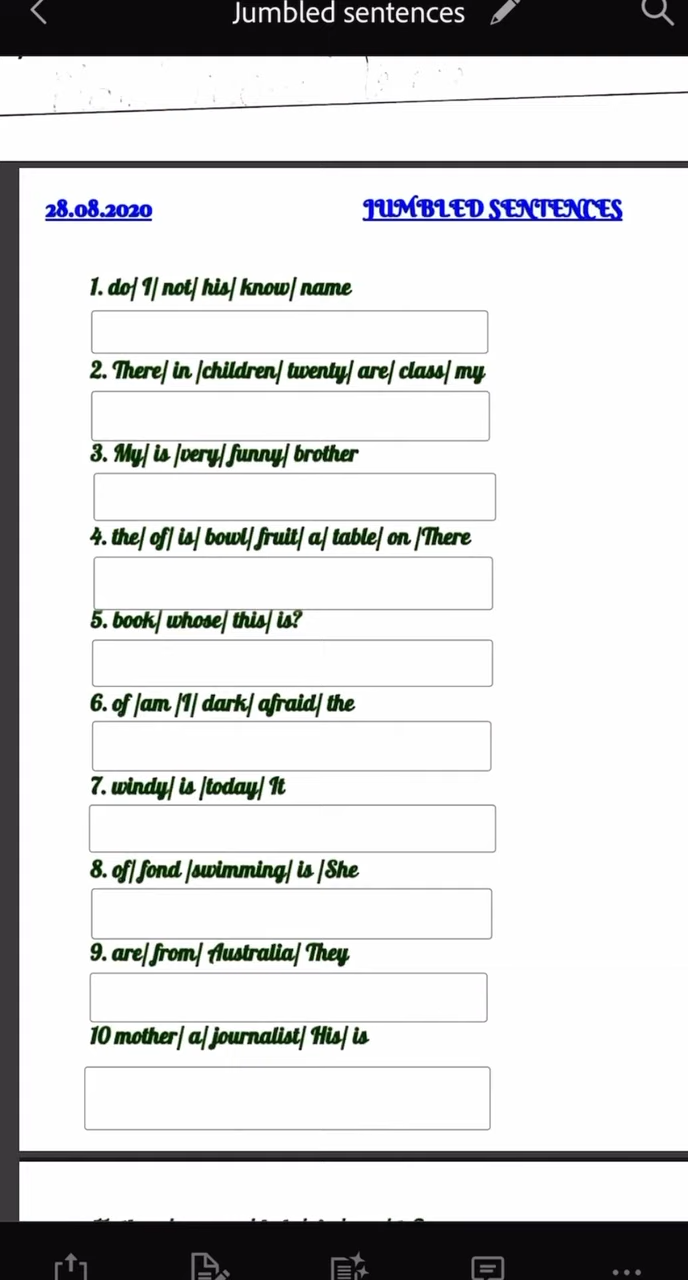 Jumbled sentences
28.08.2020 JUMBLED SENTENCES
1. do/ I/ not/ his/ know/ name
2. There/ in /children/ twenty/ are/ class/ my
3. My/ is /very/ funny/ brother
4. the/ of/ is/ bowl/ fruit/ a/ table/ on /There
5. book/ whose/ this/ is?
6. of /am /I/ dark/ afraid/ the
7. windy/ is /today/ It
8. of/ fond /swimming/ is /She
9. are/ from/ Australia/ They
10 mother/ a/ journalist/ His/ is